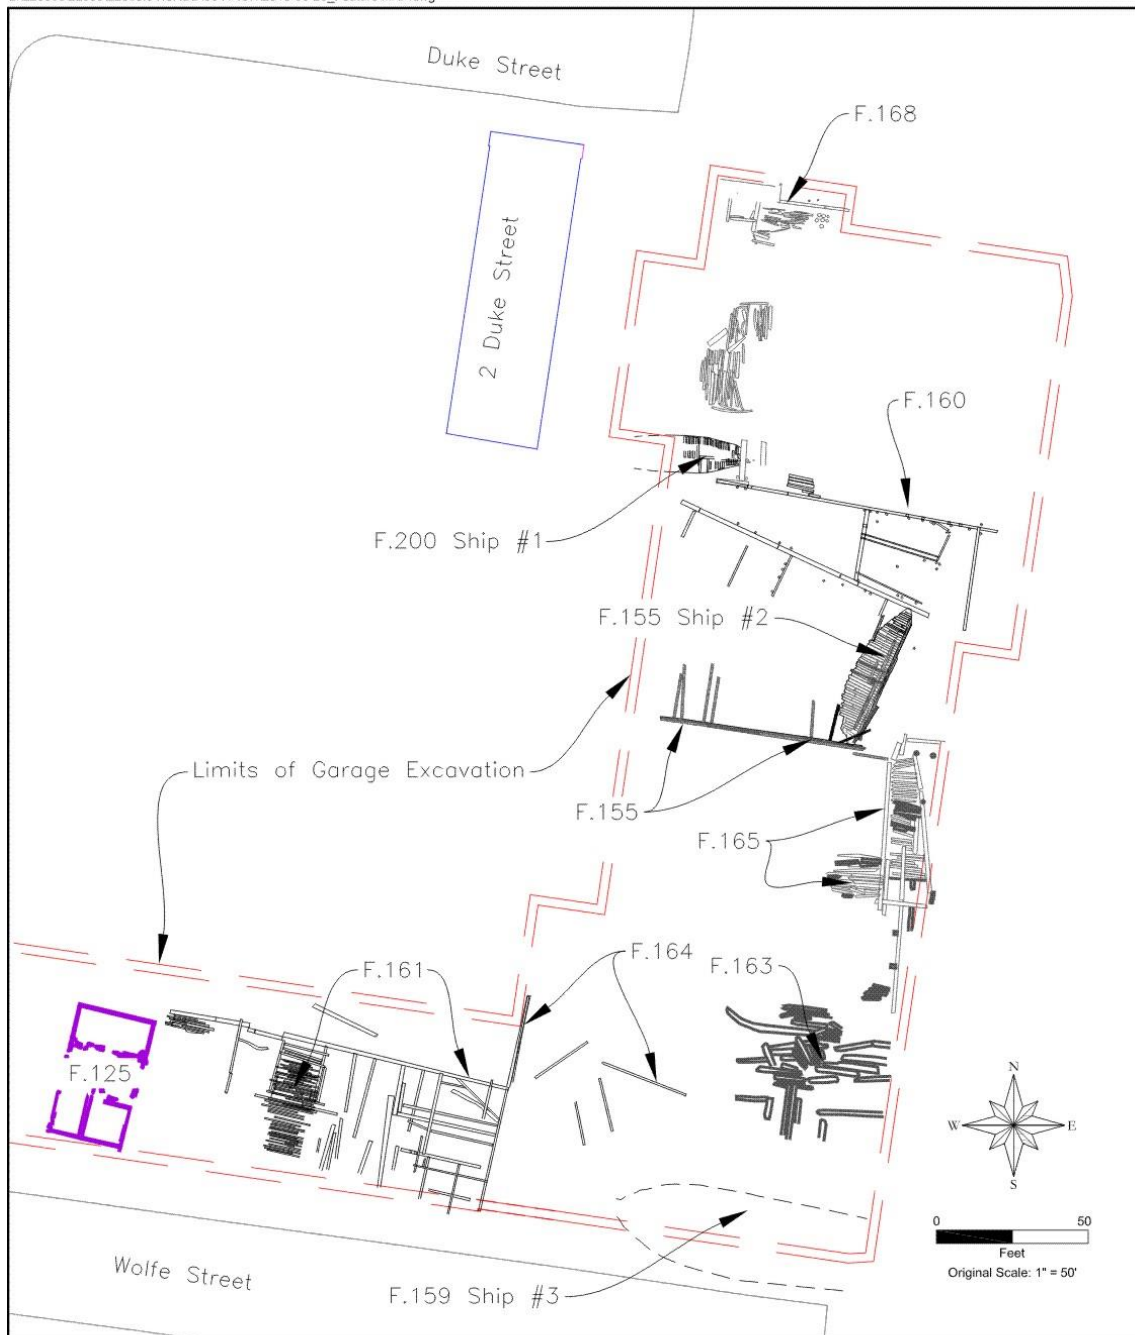 Duke Street
F.168
2 Duke Street
F.160
F.200 Ship #1
F.155 Ship #2
Limits of Garage Excavation
F.155
F.165
F.164
F.163
F.161
F.125
N
W
E
S
0 50
Feet
Original Scale: 1" = 50'
Wolfe Street
F.159 Ship #3